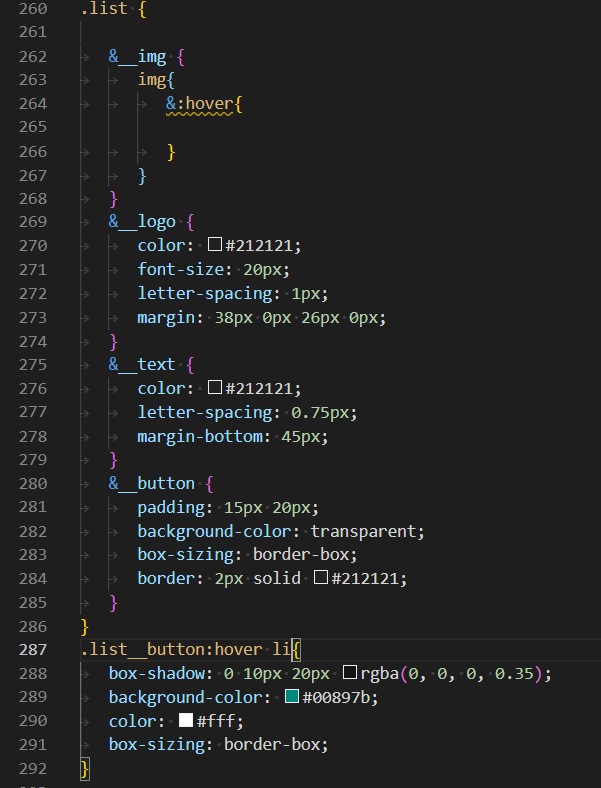 260 .list {
261
262 &__img {
263 img{
264 &:hover{
265
266 }
267 }
268 }
269 &__logo {
270 color: #212121;
271 font-size: 20px;
272 letter-spacing: 1px;
273 margin: 38px 0px 26px 0px;
274 }
275 &__text {
276 color: #212121;
277 letter-spacing: 0.75px;
278 margin-bottom: 45px;
279 }
280 &__button {
281 padding: 15px 20px;
282 background-color: transparent;
283 box-sizing: border-box;
284 border: 2px solid #212121;
285 }
286 }
287 .list__button:hover li{
288 box-shadow: 0 10px 20px rgba(0, 0, 0, 0.35);
289 background-color: #00897b;
290 color: #fff;
291 box-sizing: border-box;
292 }